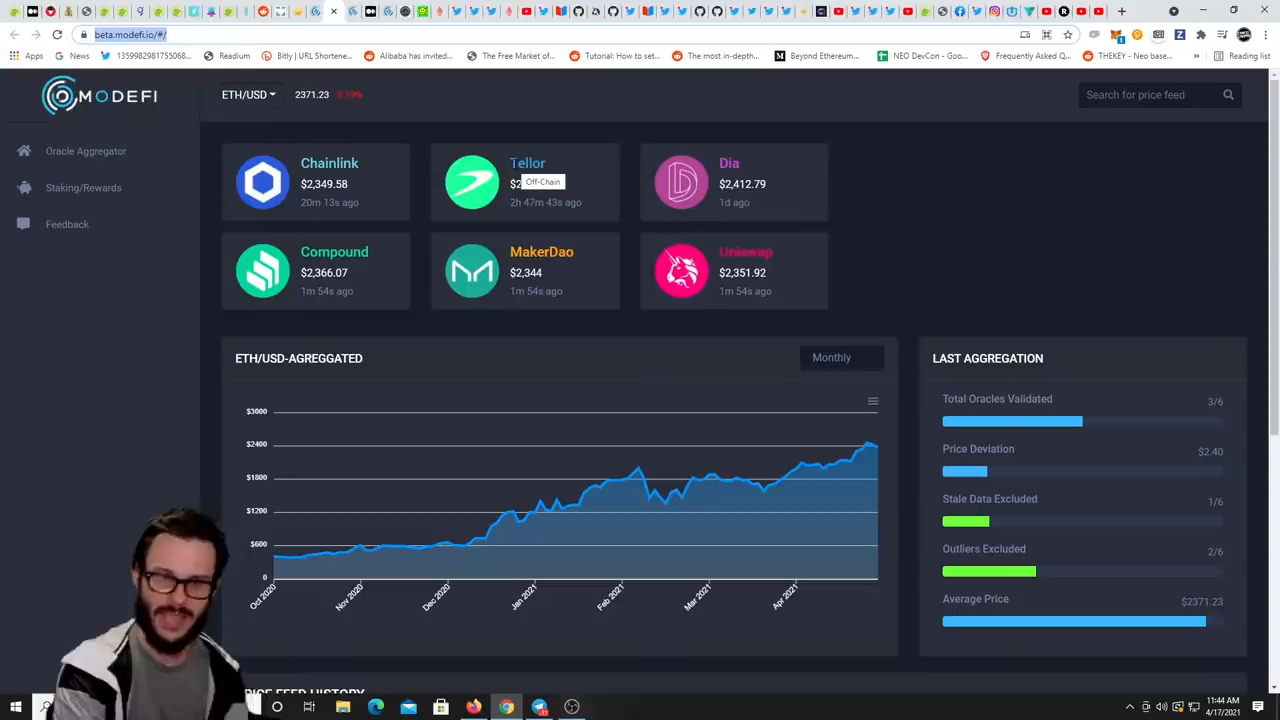 beta.modefi.io/#/
Apps
News
1359982981755068...
Readium
Bitly | URL Shortene...
Alibaba has invited...
The Free Market of...
Tutorial: How to set...
The most in-depth...
Beyond Ethereum...
NEO DevCon - Goo...
Frequently Asked Q...
THEKEY - Neo base...
Reading list
MODEFI
ETH/USD
2371.23
Search for price feed
Oracle Aggregator
Staking/Rewards
Feedback
Chainlink
$2,349.58
20m 13s ago
Tellor
Off-Chain
2h 47m 43s ago
Dia
$2,412.79
1d ago
Compound
$2,366.07
1m 54s ago
MakerDao
$2,344
1m 54s ago
Uniswap
$2,351.92
1m 54s ago
ETH/USD-AGREGGATED
Monthly
$3000
$2400
$1800
$1200
$600
0
Oct 2020
Nov 2020
Dec 2020
Jan 2021
Feb 2021
Mar 2021
Apr 2021
LAST AGGREGATION
Total Oracles Validated
3/6
Price Deviation
$2.40
Stale Data Excluded
1/6
Outliers Excluded
2/6
Average Price
$2371.23
PRICE FEED HISTORY
11:44 AM
4/17/2021